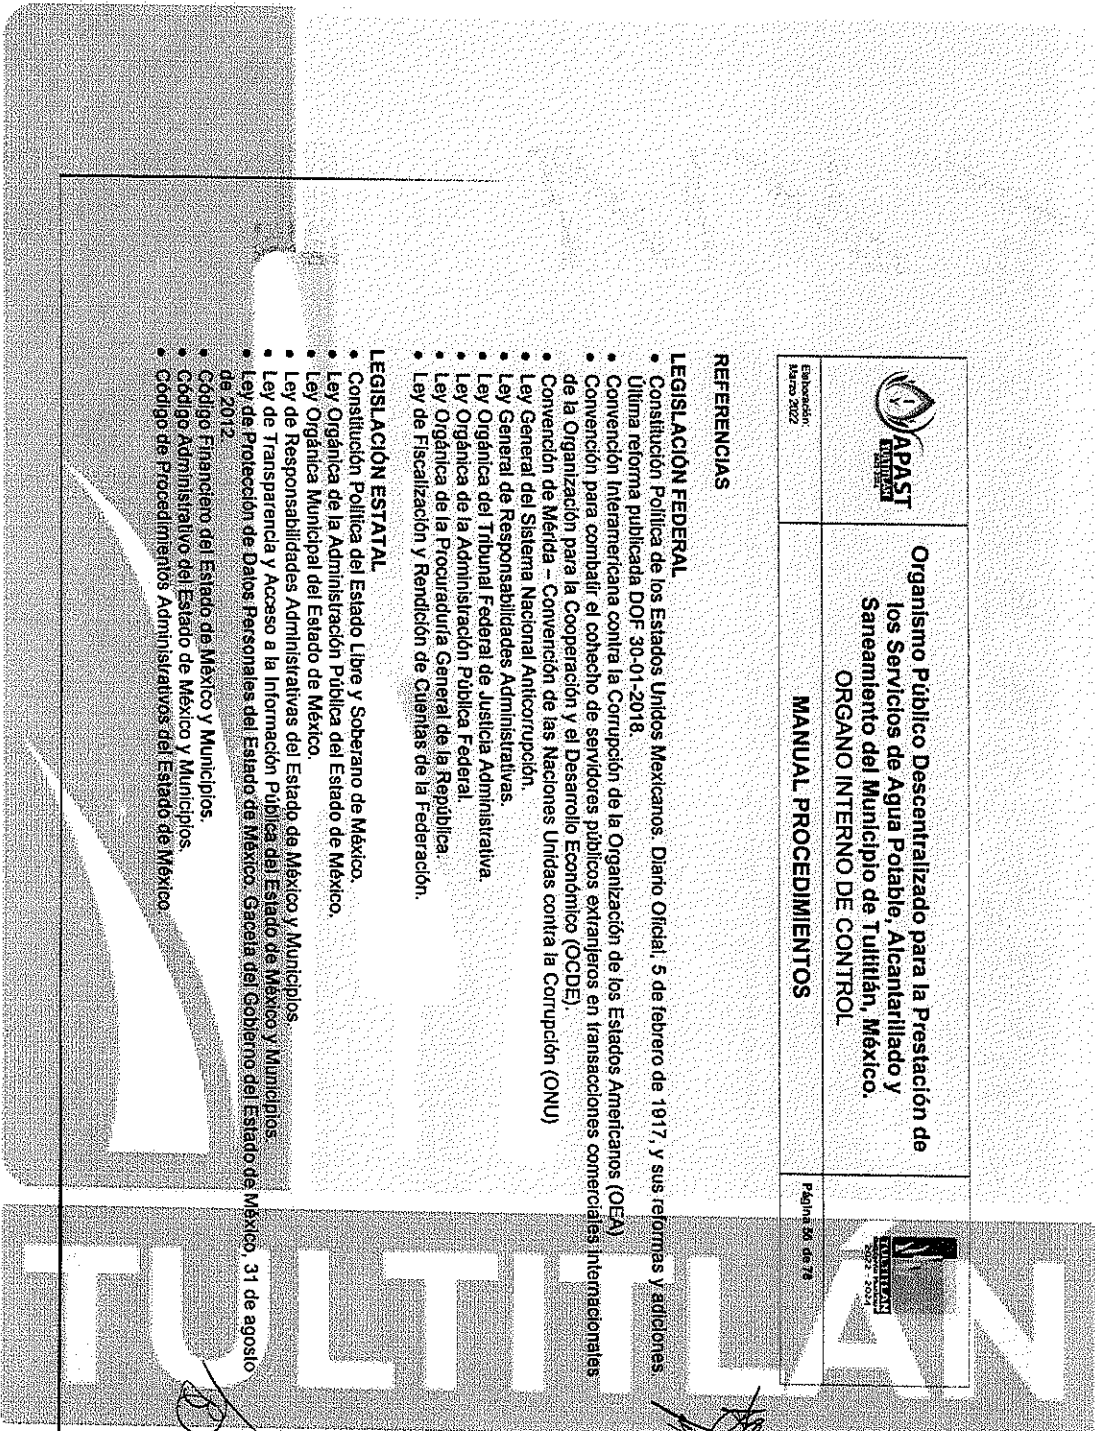 APAST
TULTITLÁN
Organismo Público Descentralizado para la Prestación de
los Servicios de Agua Potable, Alcantarillado y
Saneamiento del Municipio de Tultitlán, México.
ORGANO INTERNO DE CONTROL
TULTITLÁN
2022 - 2024
Elaboración:
Marzo 2022
MANUAL PROCEDIMIENTOS
Página 56 de 78
REFERENCIAS
LEGISLACIÓN FEDERAL
• Constitución Política de los Estados Unidos Mexicanos. Diario Oficial, 5 de febrero de 1917, y sus reformas y adiciones.
Última reforma publicada DOF 30-01-2018.
• Convención Interamericana contra la Corrupción de la Organización de los Estados Americanos (OEA)
• Convención para combatir el cohecho de servidores públicos extranjeros en transacciones comerciales internacionales
de la Organización para la Cooperación y el Desarrollo Económico (OCDE).
• Convención de Mérida – Convención de las Naciones Unidas contra la Corrupción (ONU)
• Ley General del Sistema Nacional Anticorrupción.
• Ley General de Responsabilidades Administrativas.
• Ley Orgánica del Tribunal Federal de Justicia Administrativa.
• Ley Orgánica de la Administración Pública Federal.
• Ley Orgánica de la Procuraduría General de la República.
• Ley de Fiscalización y Rendición de Cuentas de la Federación.
LEGISLACIÓN ESTATAL
• Constitución Política del Estado Libre y Soberano de México.
• Ley Orgánica de la Administración Pública del Estado de México.
• Ley Orgánica Municipal del Estado de México.
• Ley de Responsabilidades Administrativas del Estado de México y Municipios.
• Ley de Transparencia y Acceso a la Información Pública del Estado de México y Municipios.
• Ley de Protección de Datos Personales del Estado de México. Gaceta del Gobierno del Estado de México, 31 de agosto
de 2012.
• Código Financiero del Estado de México y Municipios.
• Código Administrativo del Estado de México y Municipios.
• Código de Procedimientos Administrativos del Estado de México.
TULTITLÁN